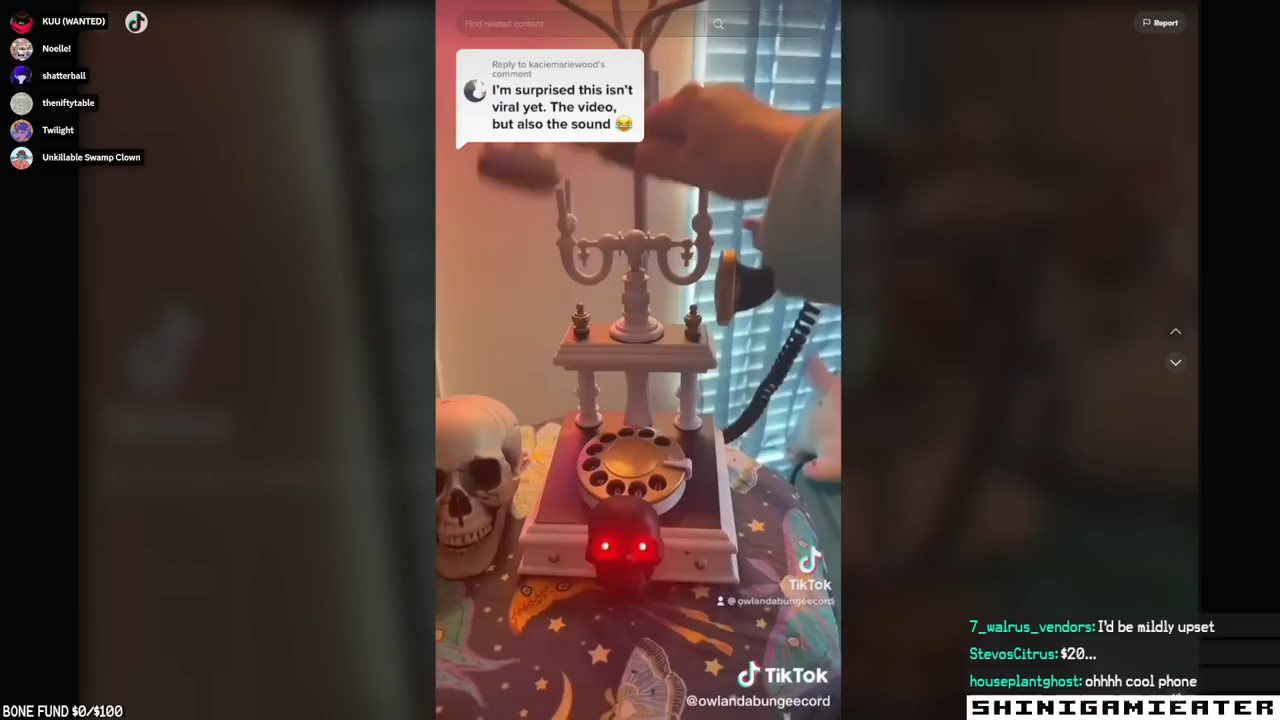 KUU (WANTED)
Noelle!
shatterball
theniftytable
Twilight
Unkillable Swamp Clown
Find related content
Report
Reply to kaciemariewood's
comment
I'm surprised this isn't
viral yet. The video,
but also the sound 😂
TikTok
@owlandabungeecord
TikTok
@owlandabungeecord
7_walrus_vendors: I'd be mildly upset
StevosCitrus: $20...
houseplantghost: ohhhh cool phone
SHINIGAMIEATER
BONE FUND $0/$100